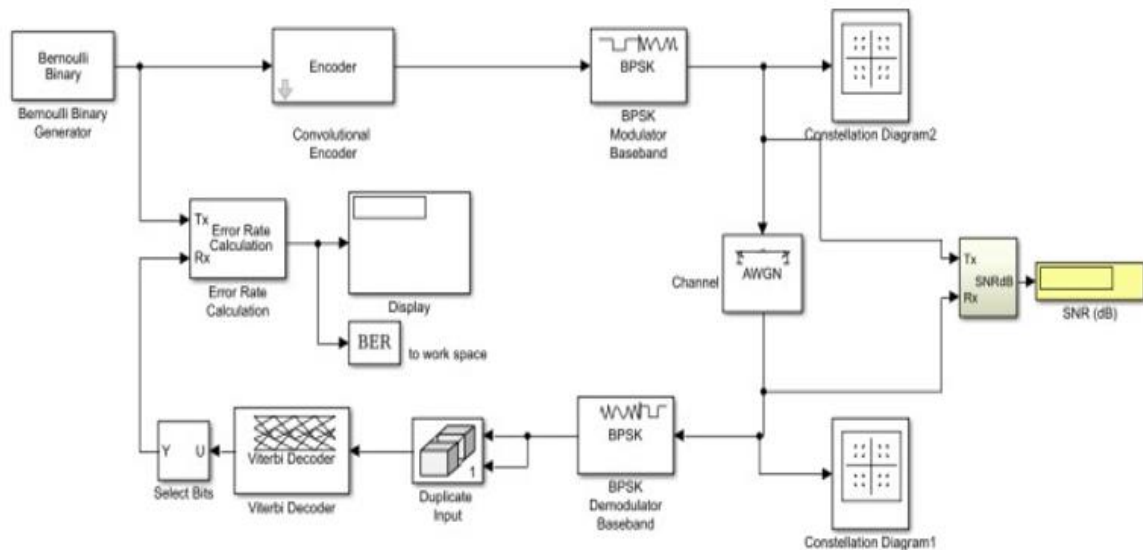 Bernoulli
Binary
Bernoulli Binary
Generator
Encoder
Convolutional
Encoder
BPSK
BPSK
Modulator
Baseband
Constellation Diagram2
Tx
Rx
Error Rate
Calculation
Error Rate
Calculation
Display
BER
to work space
Channel
AWGN
Tx
SNRdB
Rx
SNR (dB)
Y
U
Select Bits
Viterbi Decoder
Viterbi Decoder
1
Duplicate
Input
BPSK
BPSK
Demodulator
Baseband
Constellation Diagram1